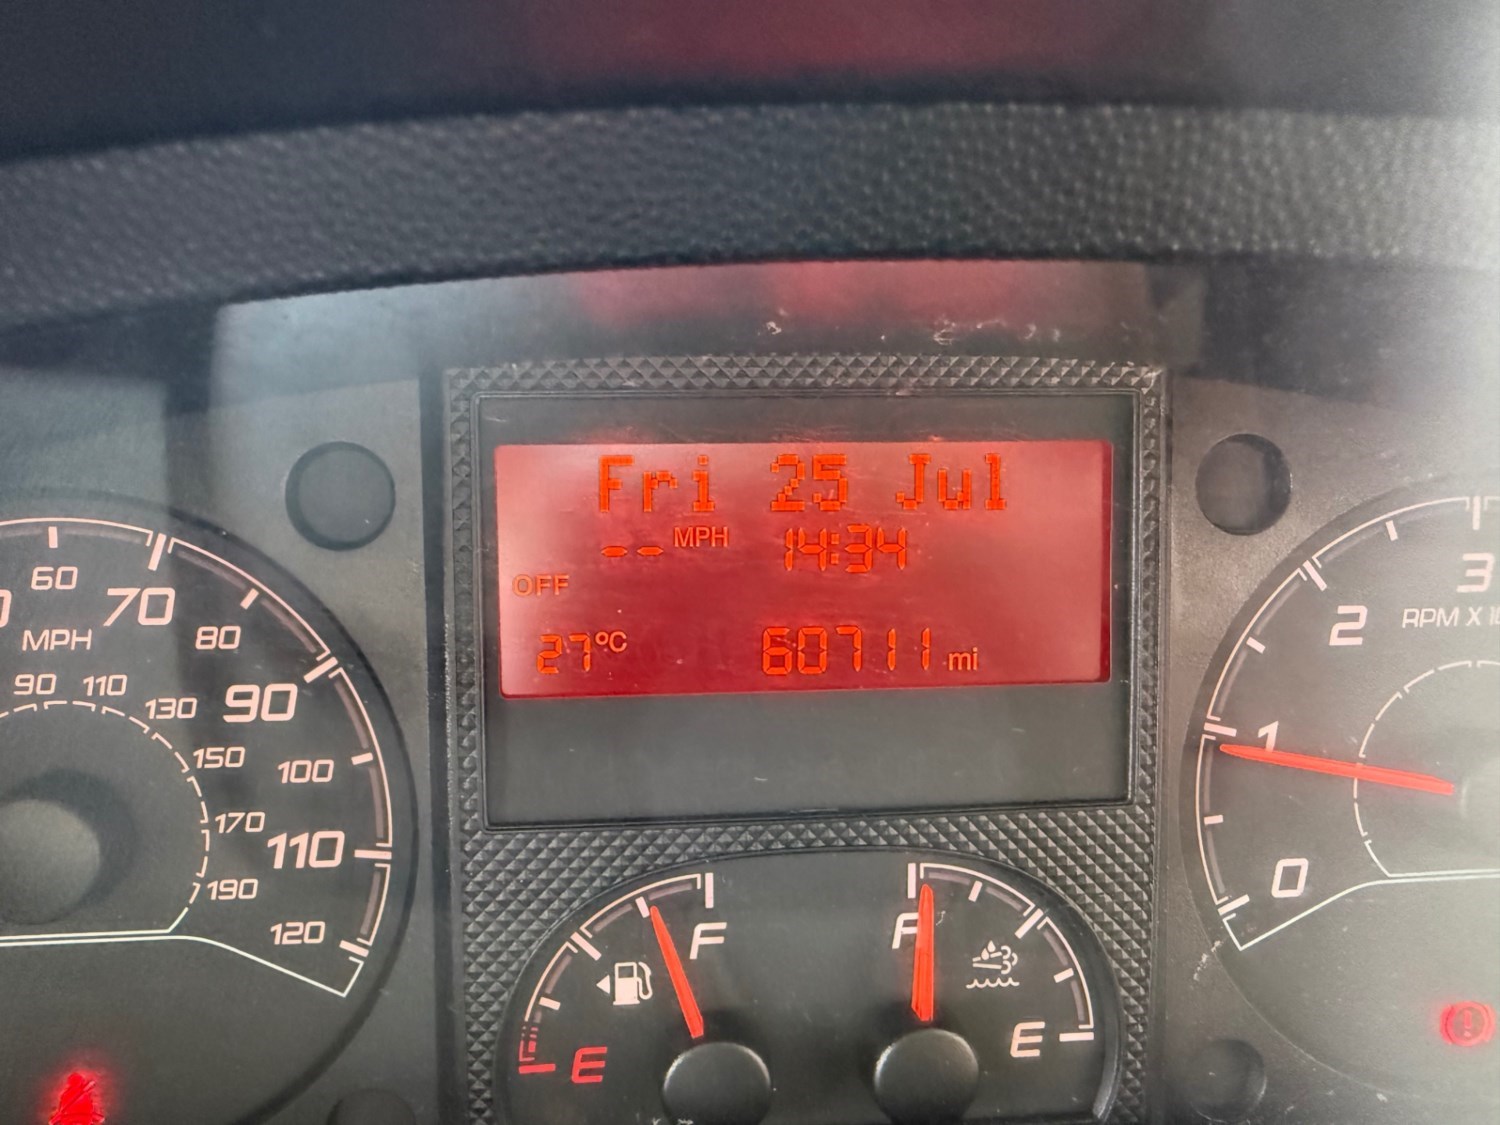 Fri 25 Jul
-- MPH 14:34
OFF
27°C 60711 mi
60
70
MPH
80
90 110
130
90
150
100
170
110
190
120
3
2
RPM X 1
1
0
F
F
E
E